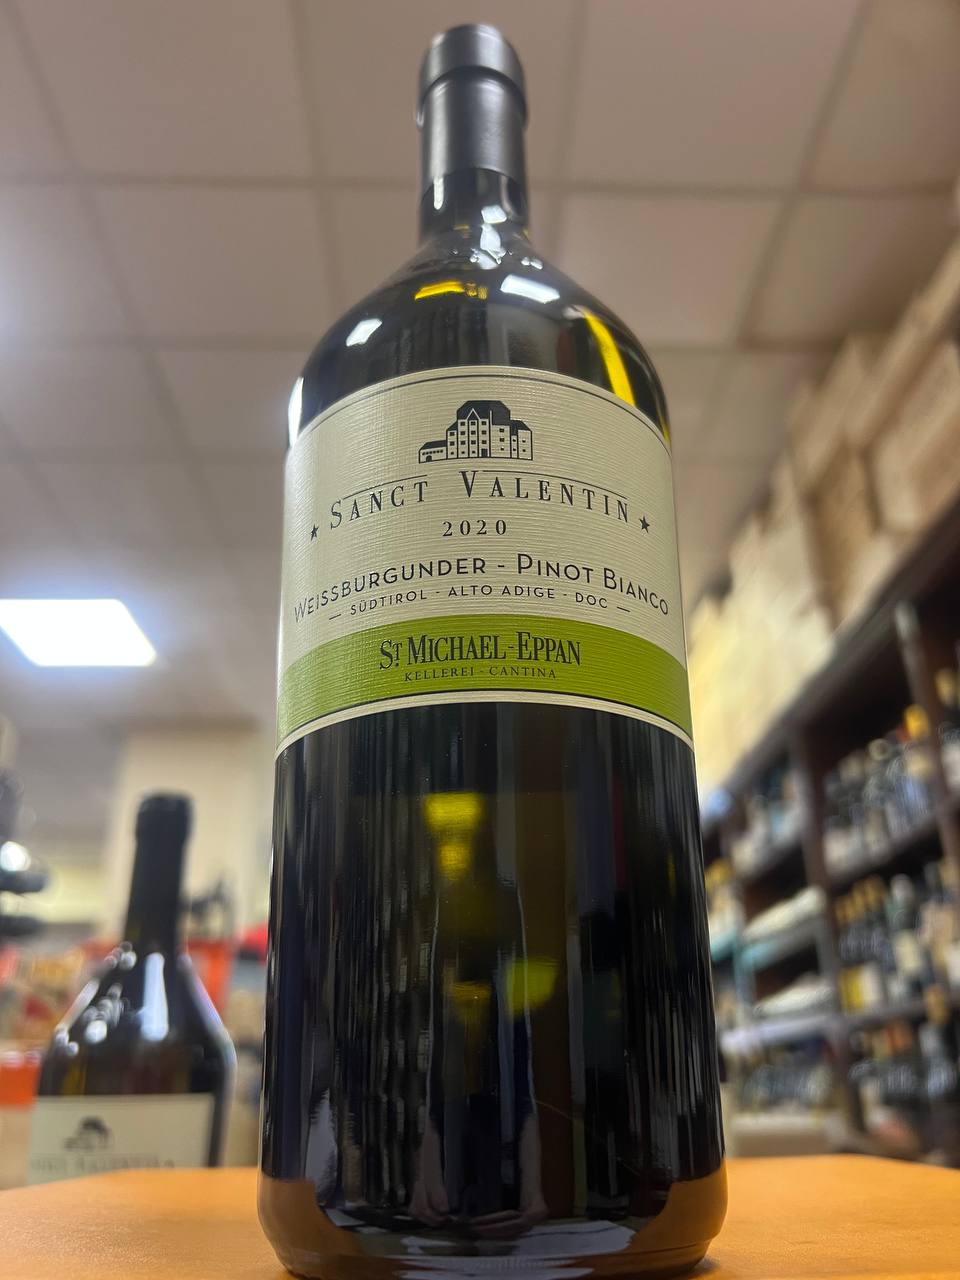 SANCT VALENTIN
2020
WEISSBURGUNDER - PINOT BIANCO
SÜDTIROL - ALTO ADIGE - DOC
ST MICHAEL-EPPAN
KELLEREI - CANTINA